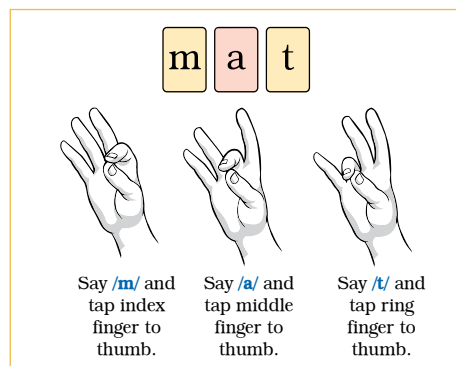 m a t
Say /m/ and
tap index
finger to
thumb.
Say /a/ and
tap middle
finger to
thumb.
Say /t/ and
tap ring
finger to
thumb.